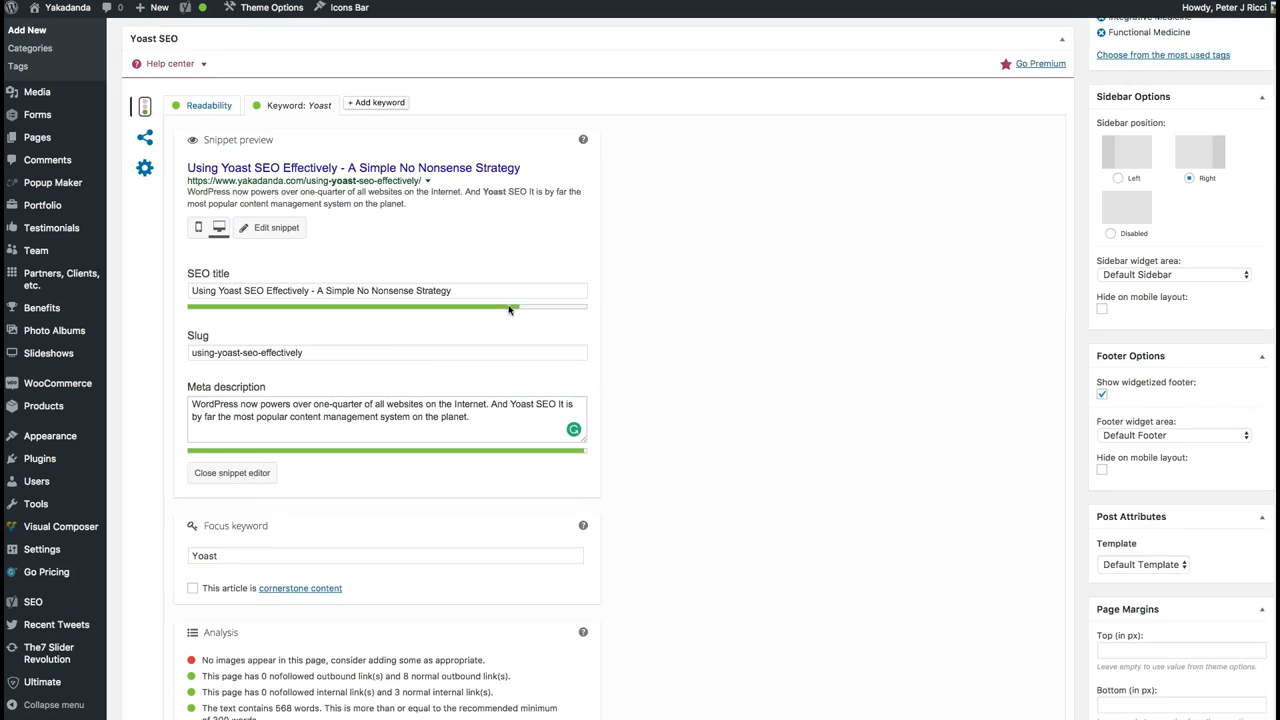 Yakadanda
0
New
Theme Options
Icons Bar
Howdy, Peter J Ricci
Add New
Categories
Tags
Media
Forms
Pages
Comments
Popup Maker
Portfolio
Testimonials
Team
Partners, Clients,
etc.
Benefits
Photo Albums
Slideshows
WooCommerce
Products
Appearance
Plugins
Users
Tools
Visual Composer
Settings
Go Pricing
SEO
Recent Tweets
The7 Slider
Revolution
Ultimate
Collapse menu
Yoast SEO
Help center
Go Premium
Readability
Keyword: Yoast
+ Add keyword
Snippet preview
Using Yoast SEO Effectively - A Simple No Nonsense Strategy
https://www.yakadanda.com/using-yoast-seo-effectively/
WordPress now powers over one-quarter of all websites on the Internet. And Yoast SEO It is by far the
most popular content management system on the planet.
Edit snippet
SEO title
Using Yoast SEO Effectively - A Simple No Nonsense Strategy
Slug
using-yoast-seo-effectively
Meta description
WordPress now powers over one-quarter of all websites on the Internet. And Yoast SEO It is
by far the most popular content management system on the planet.
Close snippet editor
Focus keyword
Yoast
This article is cornerstone content
Analysis
No images appear in this page, consider adding some as appropriate.
This page has 0 nofollowed outbound link(s) and 8 normal outbound link(s).
This page has 0 nofollowed internal link(s) and 3 normal internal link(s).
The text contains 568 words. This is more than or equal to the recommended minimum
of 300 words.
Integrative Medicine
Functional Medicine
Choose from the most used tags
Sidebar Options
Sidebar position:
Left
Right
Disabled
Sidebar widget area:
Default Sidebar
Hide on mobile layout:
Footer Options
Show widgetized footer:
Footer widget area:
Default Footer
Hide on mobile layout:
Post Attributes
Template
Default Template
Page Margins
Top (in px):
Leave empty to use value from theme options.
Bottom (in px):